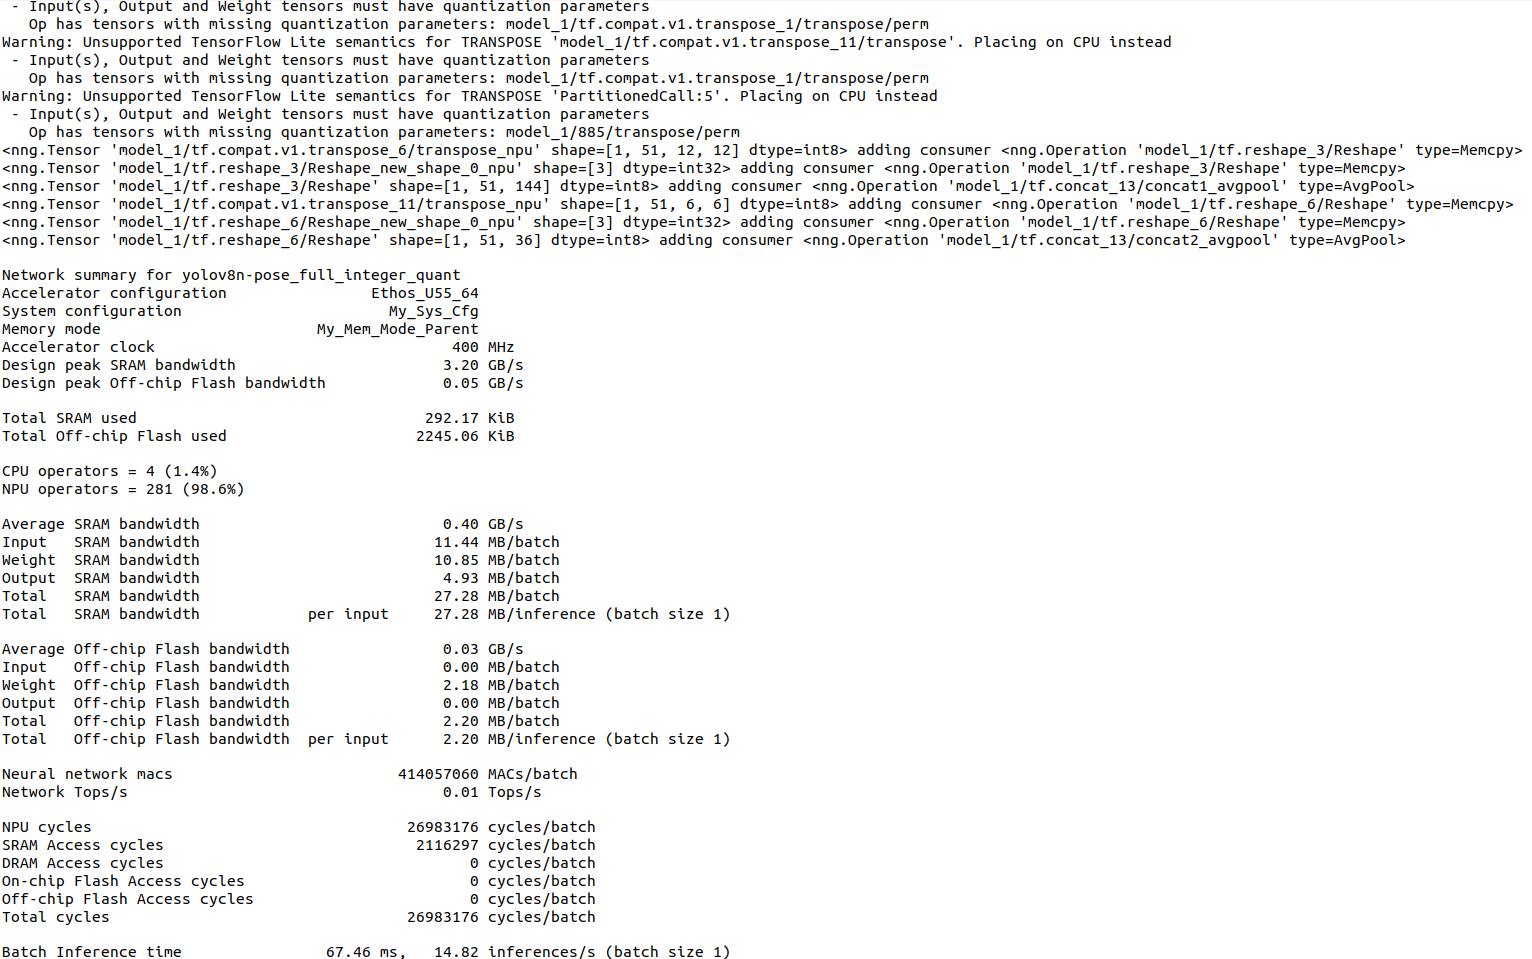 - Input(s), Output and Weight tensors must have quantization parameters
Op has tensors with missing quantization parameters: model_1/tf.compat.v1.transpose_1/transpose/perm
Warning: Unsupported TensorFlow Lite semantics for TRANSPOSE 'model_1/tf.compat.v1.transpose_11/transpose'. Placing on CPU instead
- Input(s), Output and Weight tensors must have quantization parameters
Op has tensors with missing quantization parameters: model_1/tf.compat.v1.transpose_1/transpose/perm
Warning: Unsupported TensorFlow Lite semantics for TRANSPOSE 'PartitionedCall:5'. Placing on CPU instead
- Input(s), Output and Weight tensors must have quantization parameters
Op has tensors with missing quantization parameters: model_1/885/transpose/perm
<nng.Tensor 'model_1/tf.compat.v1.transpose_6/transpose_npu' shape=[1, 51, 12, 12] dtype=int8> adding consumer <nng.Operation 'model_1/tf.reshape_3/Reshape' type=Memcpy>
<nng.Tensor 'model_1/tf.reshape_3/Reshape_new_shape_0_npu' shape=[3] dtype=int32> adding consumer <nng.Operation 'model_1/tf.reshape_3/Reshape' type=Memcpy>
<nng.Tensor 'model_1/tf.reshape_3/Reshape' shape=[1, 51, 144] dtype=int8> adding consumer <nng.Operation 'model_1/tf.concat_13/concat1_avgpool' type=AvgPool>
<nng.Tensor 'model_1/tf.compat.v1.transpose_11/transpose_npu' shape=[1, 51, 6, 6] dtype=int8> adding consumer <nng.Operation 'model_1/tf.reshape_6/Reshape' type=Memcpy>
<nng.Tensor 'model_1/tf.reshape_6/Reshape_new_shape_0_npu' shape=[3] dtype=int32> adding consumer <nng.Operation 'model_1/tf.reshape_6/Reshape' type=Memcpy>
<nng.Tensor 'model_1/tf.reshape_6/Reshape' shape=[1, 51, 36] dtype=int8> adding consumer <nng.Operation 'model_1/tf.concat_13/concat2_avgpool' type=AvgPool>
Network summary for yolov8n-pose_full_integer_quant
Accelerator configuration Ethos_U55_64
System configuration My_Sys_Cfg
Memory mode My_Mem_Mode_Parent
Accelerator clock 400 MHz
Design peak SRAM bandwidth 3.20 GB/s
Design peak Off-chip Flash bandwidth 0.05 GB/s
Total SRAM used 292.17 KiB
Total Off-chip Flash used 2245.06 KiB
CPU operators = 4 (1.4%)
NPU operators = 281 (98.6%)
Average SRAM bandwidth 0.40 GB/s
Input SRAM bandwidth 11.44 MB/batch
Weight SRAM bandwidth 10.85 MB/batch
Output SRAM bandwidth 4.93 MB/batch
Total SRAM bandwidth 27.28 MB/batch
Total SRAM bandwidth per input 27.28 MB/inference (batch size 1)
Average Off-chip Flash bandwidth 0.03 GB/s
Input Off-chip Flash bandwidth 0.00 MB/batch
Weight Off-chip Flash bandwidth 2.18 MB/batch
Output Off-chip Flash bandwidth 0.00 MB/batch
Total Off-chip Flash bandwidth 2.20 MB/batch
Total Off-chip Flash bandwidth per input 2.20 MB/inference (batch size 1)
Neural network macs 414057060 MACs/batch
Network Tops/s 0.01 Tops/s
NPU cycles 26983176 cycles/batch
SRAM Access cycles 2116297 cycles/batch
DRAM Access cycles 0 cycles/batch
On-chip Flash Access cycles 0 cycles/batch
Off-chip Flash Access cycles 0 cycles/batch
Total cycles 26983176 cycles/batch
Batch Inference time 67.46 ms, 14.82 inferences/s (batch size 1)